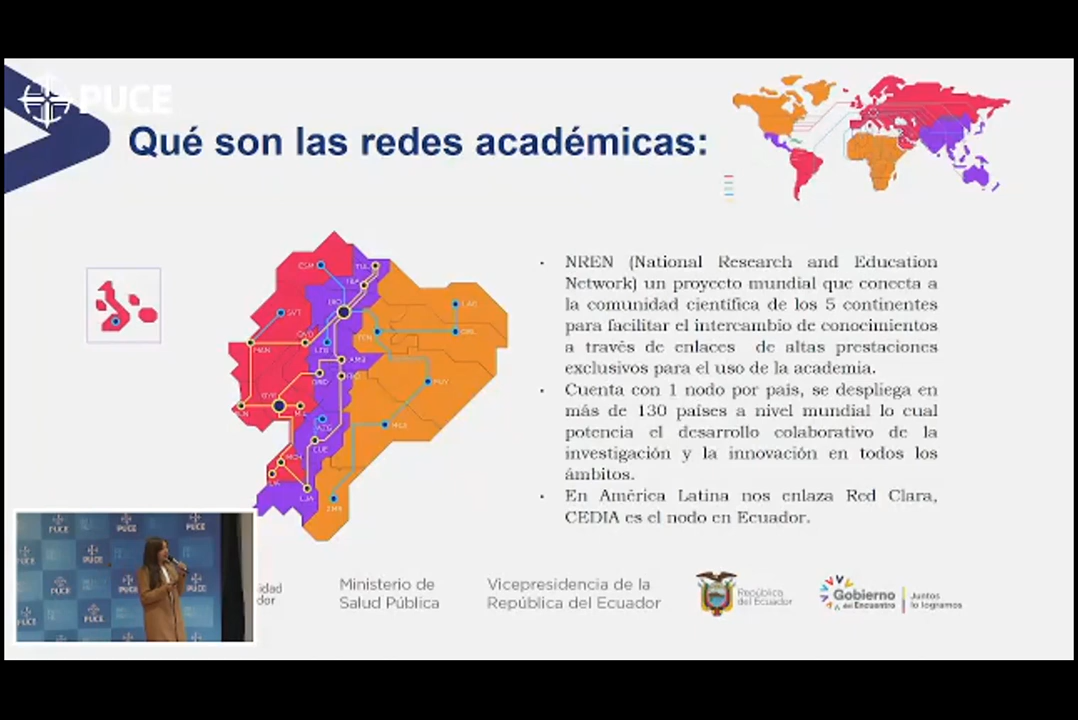 PUCE
Qué son las redes académicas:
NREN (National Research and Education
Network) un proyecto mundial que conecta a
la comunidad científica de los 5 continentes
para facilitar el intercambio de conocimientos
a través de enlaces de altas prestaciones
exclusivos para el uso de la academia.
Cuenta con 1 nodo por país, se despliega en
más de 130 países a nivel mundial lo cual
potencia el desarrollo colaborativo de la
investigación y la innovación en todos los
ámbitos.
En América Latina nos enlaza Red Clara,
CEDIA es el nodo en Ecuador.
Ministerio de
Salud Pública
Vicepresidencia de la
República del Ecuador
República
del Ecuador
Gobierno
del Encuentro
Juntos
lo logramos
PUCE
PUCE
PUCE
PUCE